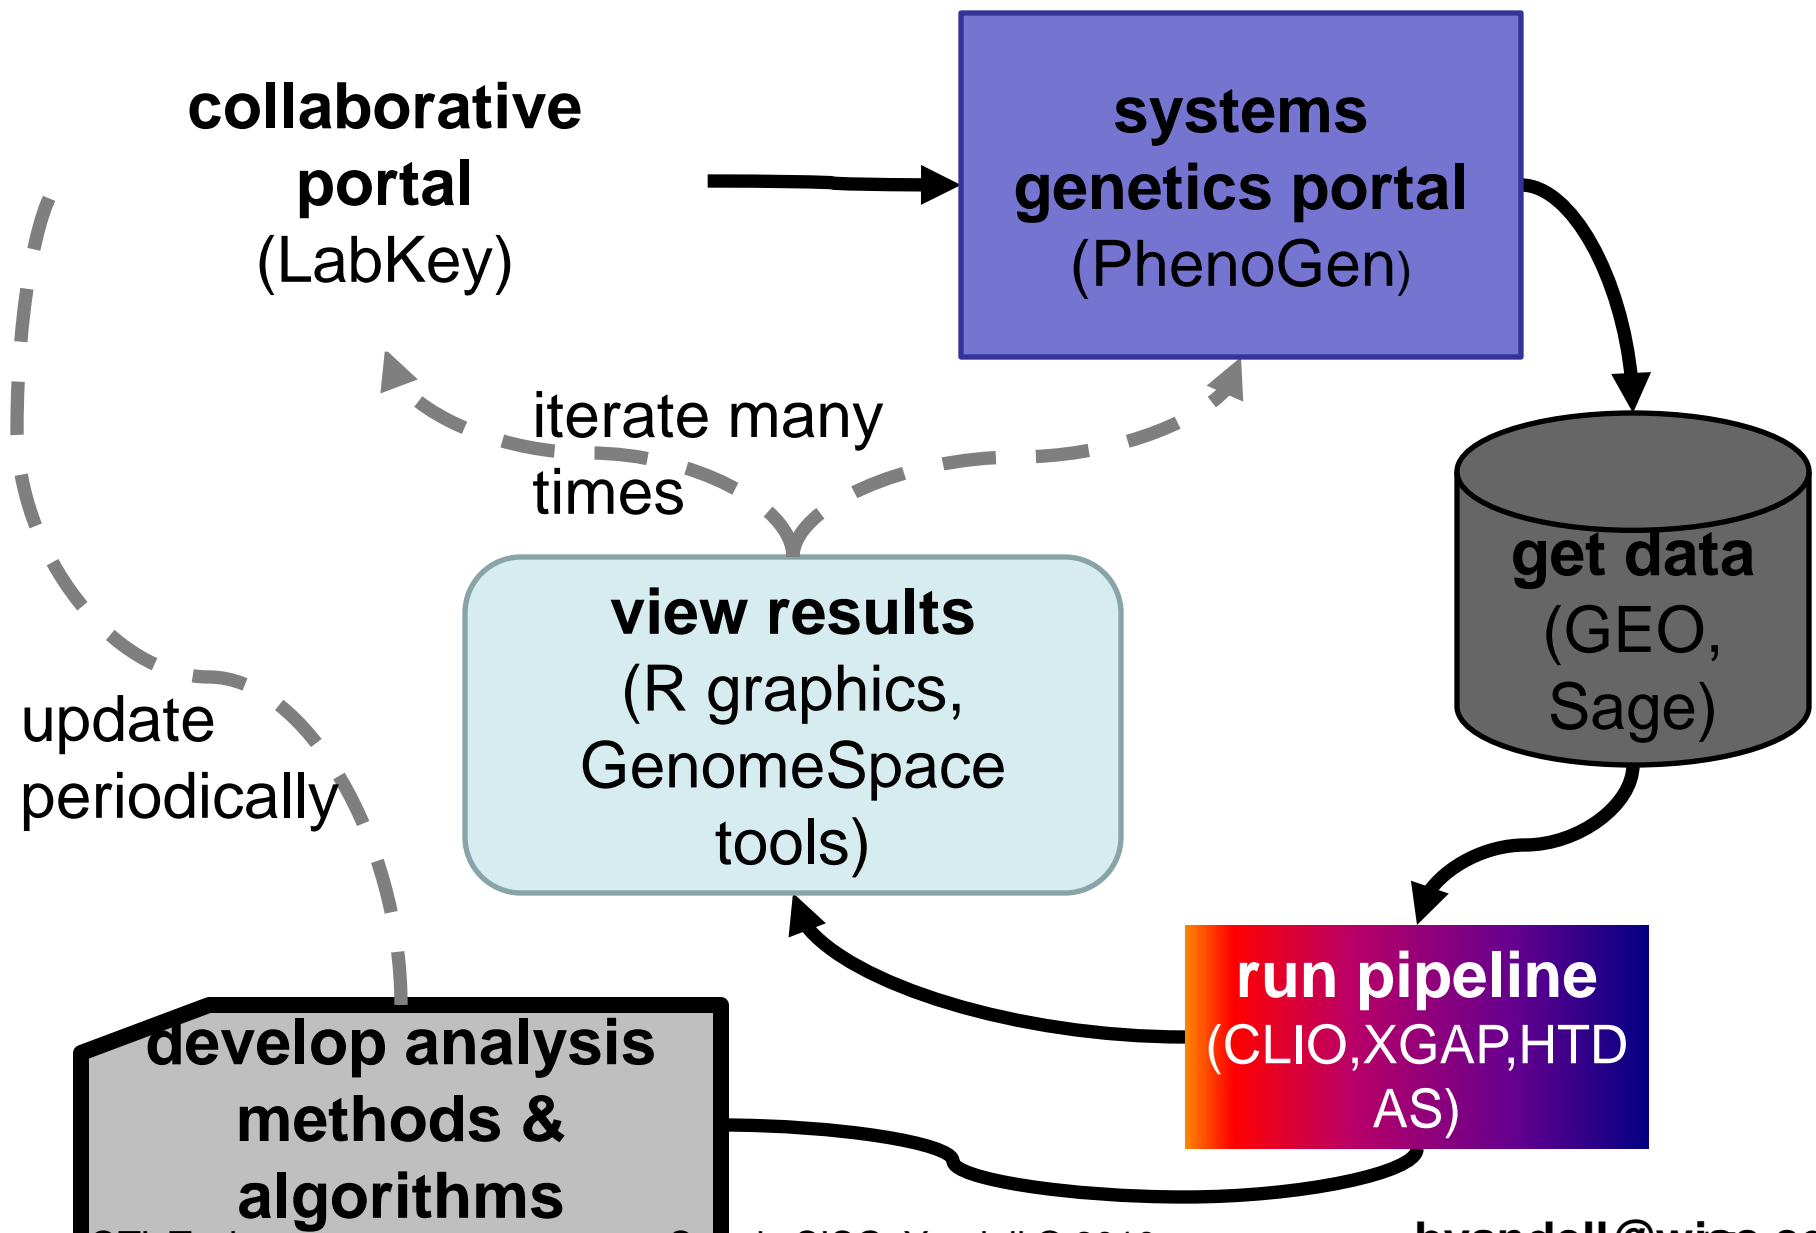 collaborative
portal
(LabKey)
systems
genetics portal
(PhenoGen)
iterate many
times
get data
(GEO,
Sage)
view results
(R graphics,
GenomeSpace
tools)
update
periodically
run pipeline
(CLIO,XGAP,HTD
AS)
develop analysis
methods &
algorithms